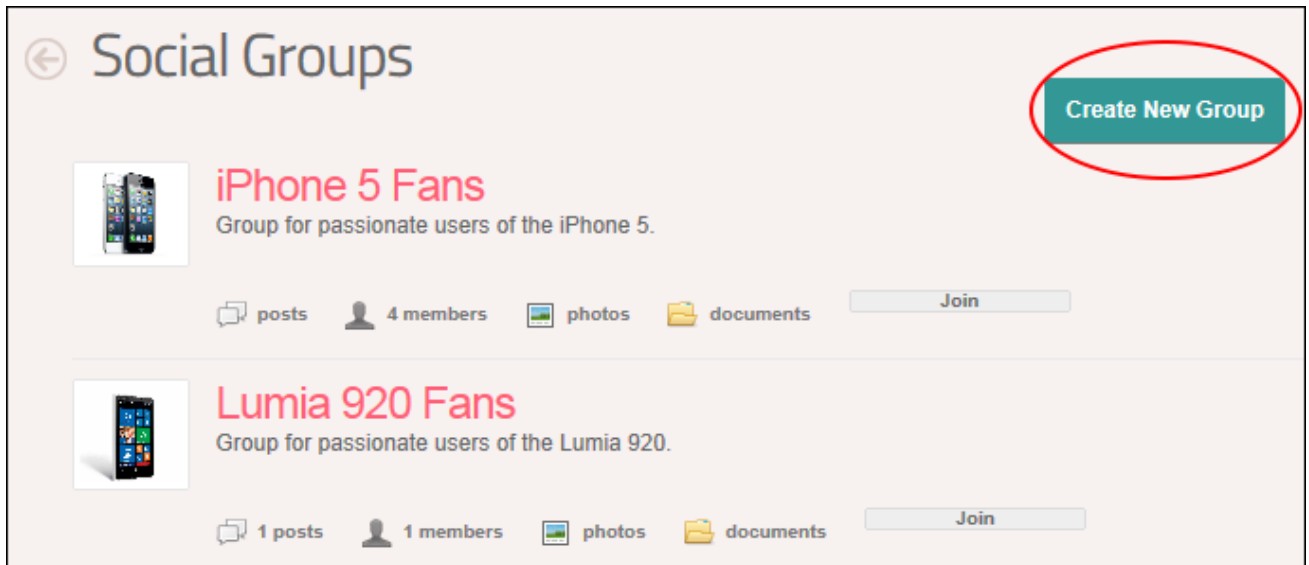 Social Groups
Create New Group
iPhone 5 Fans
Group for passionate users of the iPhone 5.
posts 4 members photos documents Join
Lumia 920 Fans
Group for passionate users of the Lumia 920.
1 posts 1 members photos documents Join